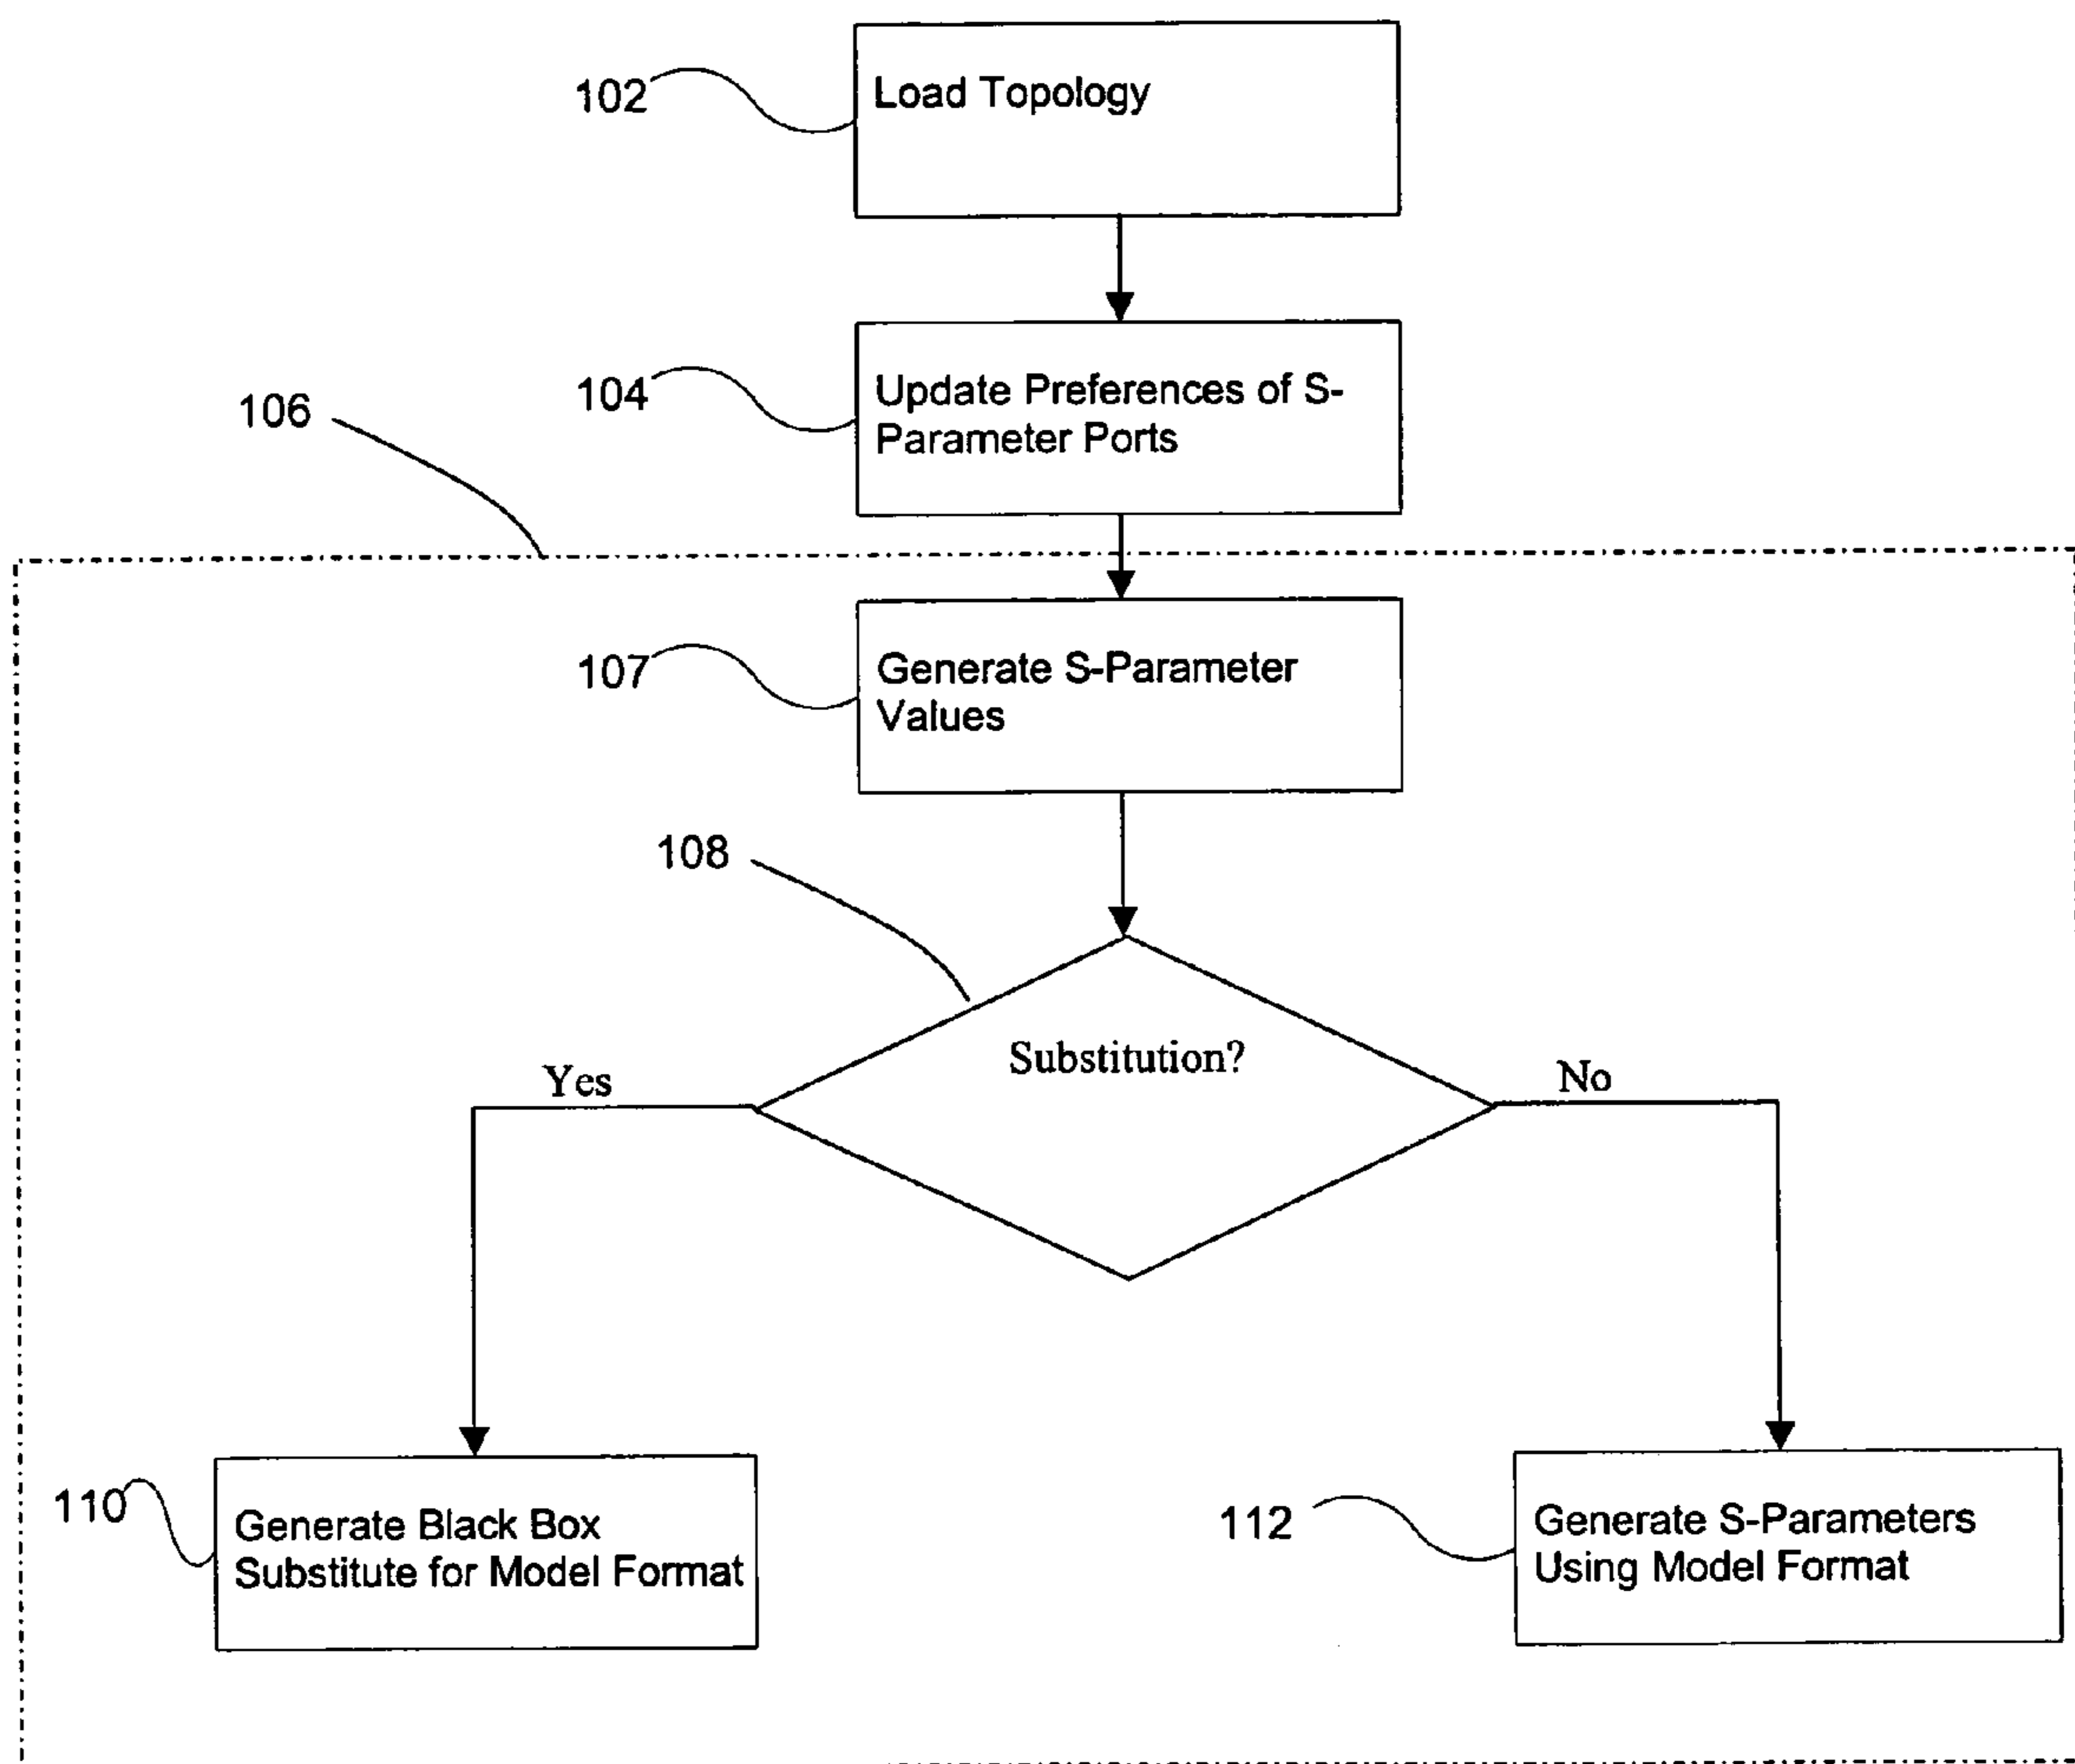 102
Load Topology
104
Update Preferences of S-
Parameter Ports
106
107
Generate S-Parameter
Values
108
Substitution?
Yes
No
110
Generate Black Box
Substitute for Model Format
112
Generate S-Parameters
Using Model Format